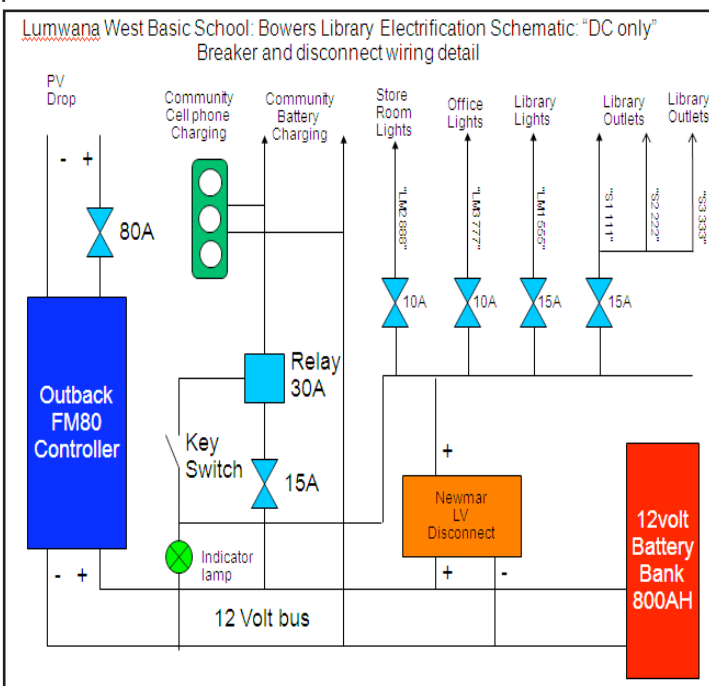 Lumwana West Basic School: Bowers Library Electrification Schematic: “DC only”
Breaker and disconnect wiring detail
PV
Drop
Community
Cell phone
Charging
Community
Battery
Charging
Store
Room
Lights
Office
Lights
Library
Lights
Library
Outlets
Library
Outlets
- +
80A
"LM2 888"
"LM3 777"
"LM1 555"
"S1 111"
"S2 222"
"S3 333"
10A
10A
15A
15A
Outback
FM80
Controller
Relay
30A
Key
Switch
15A
+
Newmar
LV
Disconnect
+ -
12volt
Battery
Bank
800AH
Indicator
lamp
- +
12 Volt bus